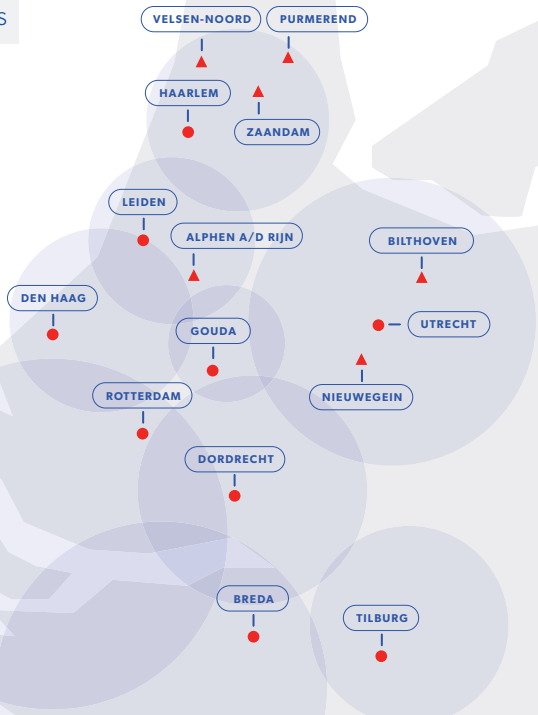 S
VELSEN-NOORD
PURMEREND
HAARLEM
ZAANDAM
LEIDEN
ALPHEN A/D RIJN
BILTHOVEN
DEN HAAG
GOUDA
UTRECHT
ROTTERDAM
NIEUWEGEIN
DORDRECHT
BREDA
TILBURG